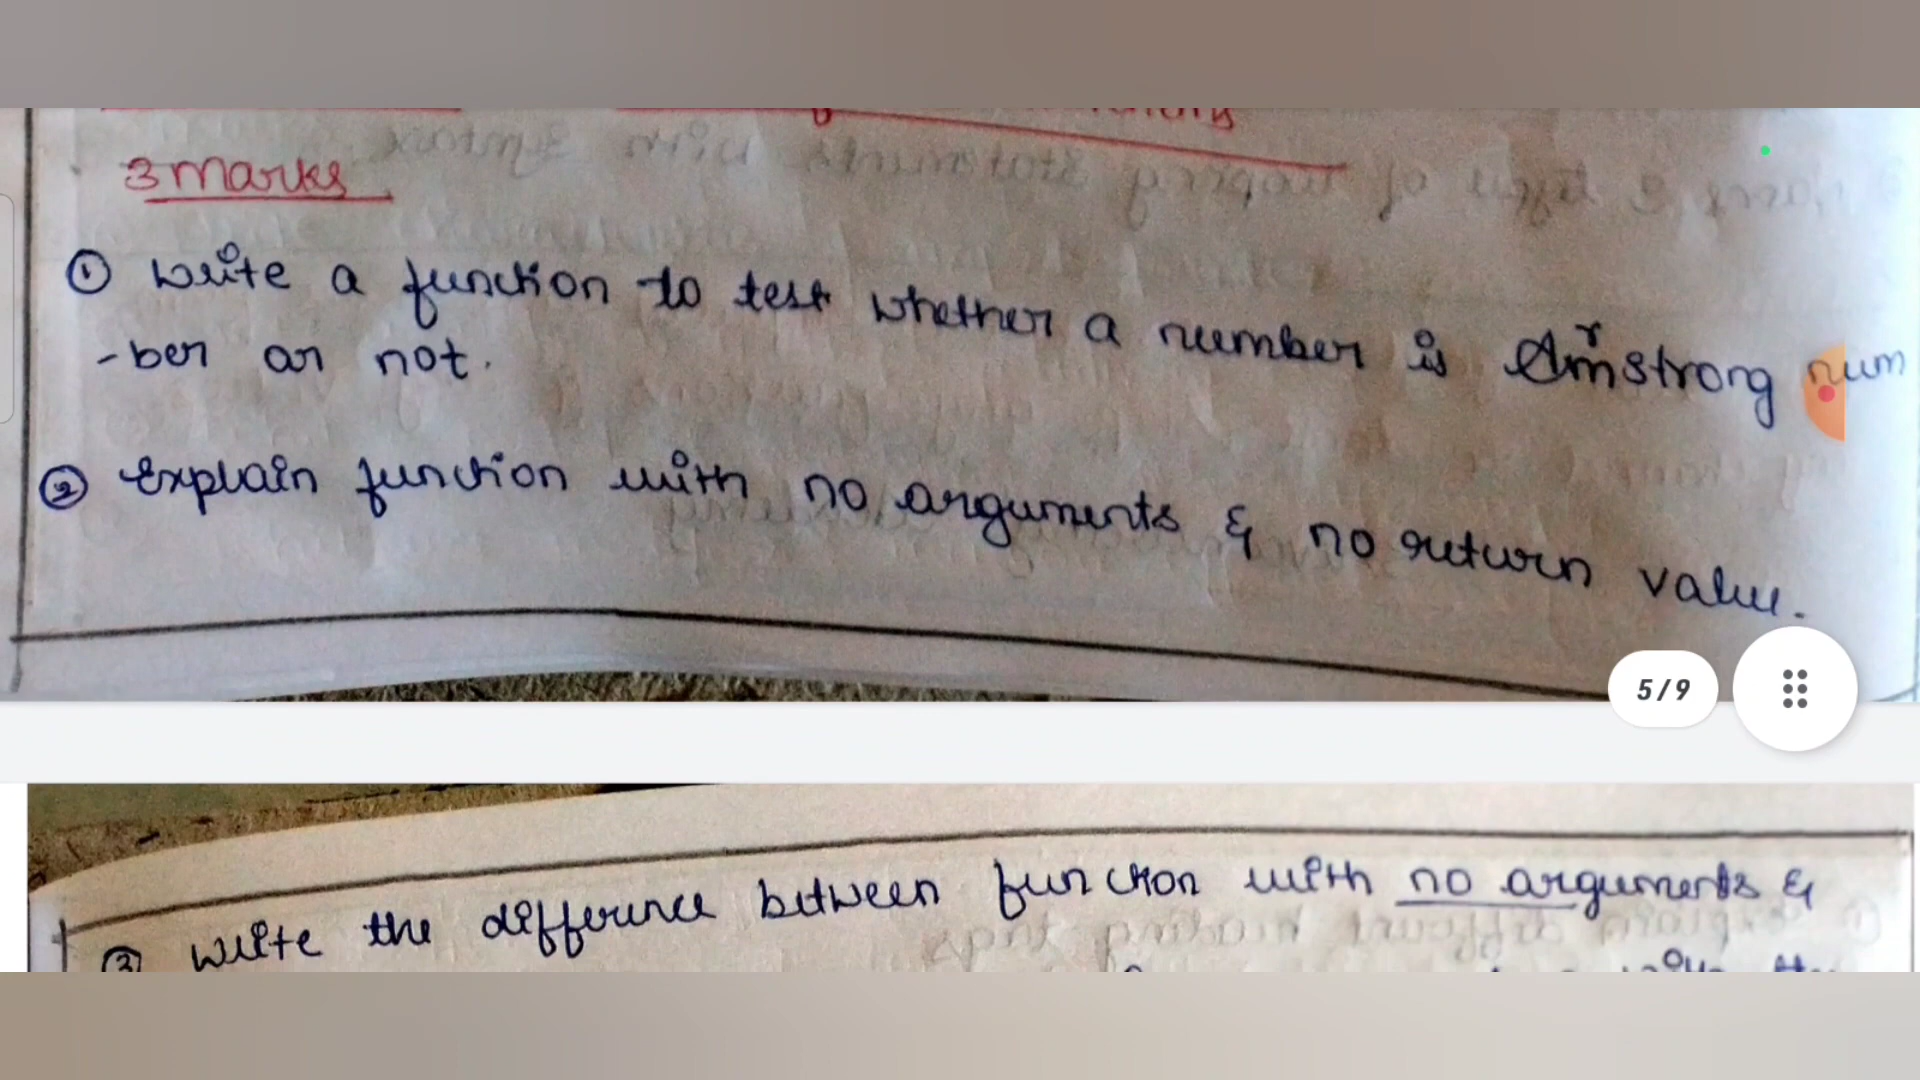 3 Marks
① Write a function to test whether a number is Armstrong num
-ber or not.
② Explain function with no arguments & no return value.
5/9
③ Write the difference between function with no arguments &